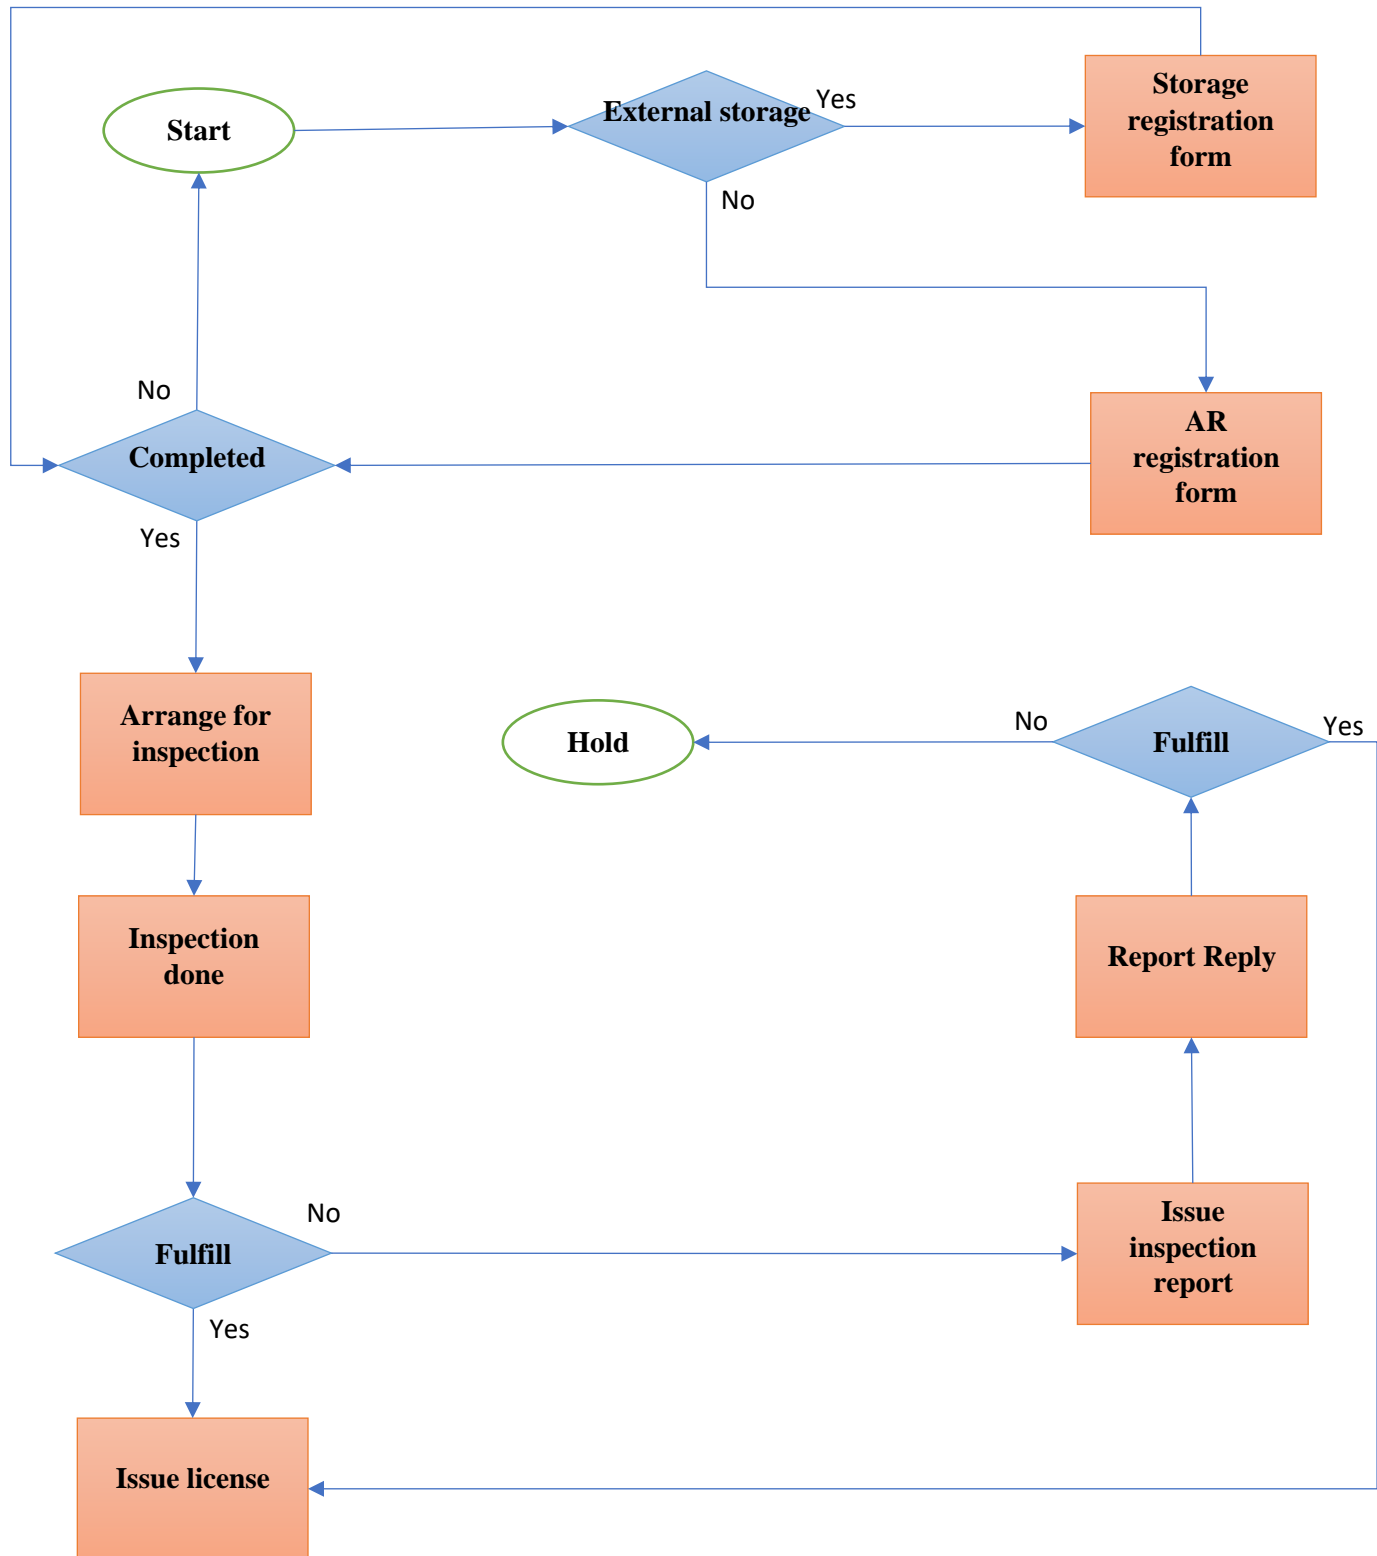 Start
External storage
Yes
Storage
registration
form
No
No
Completed
Yes
AR
registration
form
Arrange for
inspection
Hold
No
Fulfill
Yes
Inspection
done
Report Reply
Fulfill
No
Yes
Issue
inspection
report
Issue license